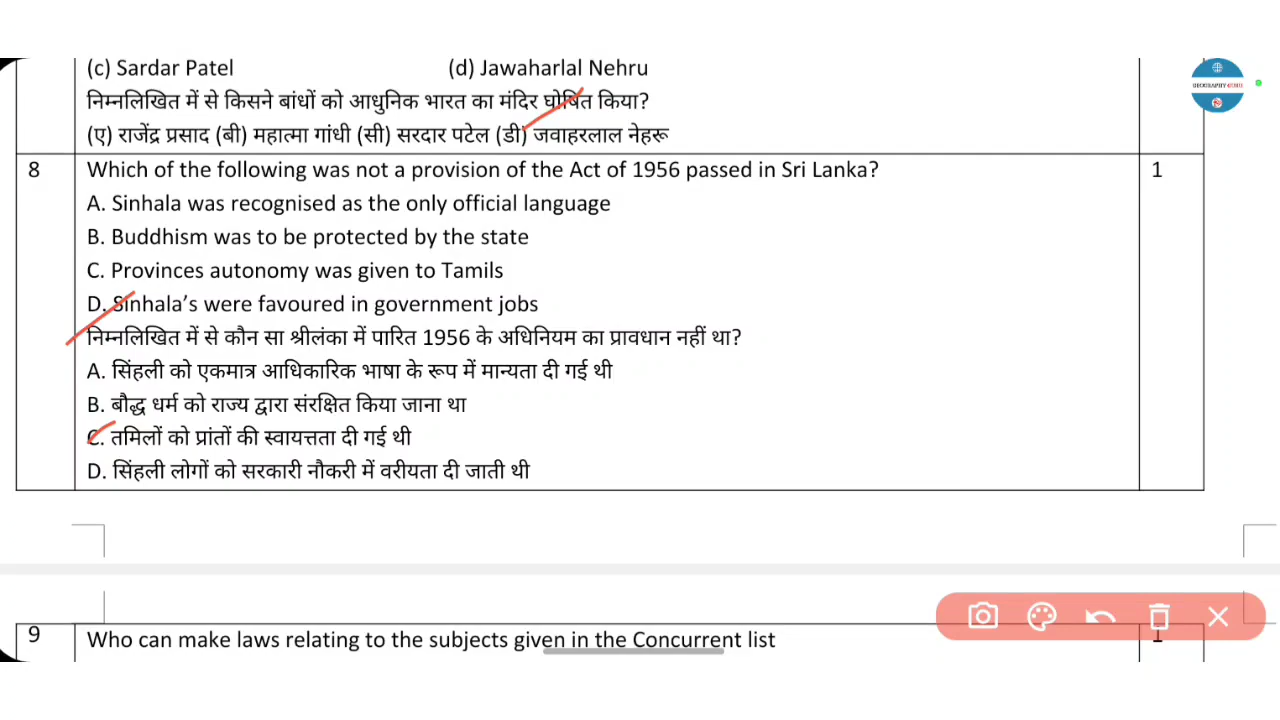 (c) Sardar Patel (d) Jawaharlal Nehru
निम्नलिखित में से किसने बांधों को आधुनिक भारत का मंदिर घोषित किया?
(ए) राजेंद्र प्रसाद (बी) महात्मा गांधी (सी) सरदार पटेल (डी) जवाहरलाल नेहरू
8 Which of the following was not a provision of the Act of 1956 passed in Sri Lanka? 1
A. Sinhala was recognised as the only official language
B. Buddhism was to be protected by the state
C. Provinces autonomy was given to Tamils
D. Sinhala’s were favoured in government jobs
निम्नलिखित में से कौन सा श्रीलंका में पारित 1956 के अधिनियम का प्रावधान नहीं था?
A. सिंहली को एकमात्र आधिकारिक भाषा के रूप में मान्यता दी गई थी
B. बौद्ध धर्म को राज्य द्वारा संरक्षित किया जाना था
C. तमिलों को प्रांतों की स्वायत्तता दी गई थी
D. सिंहली लोगों को सरकारी नौकरी में वरीयता दी जाती थी
9 Who can make laws relating to the subjects given in the Concurrent list 1